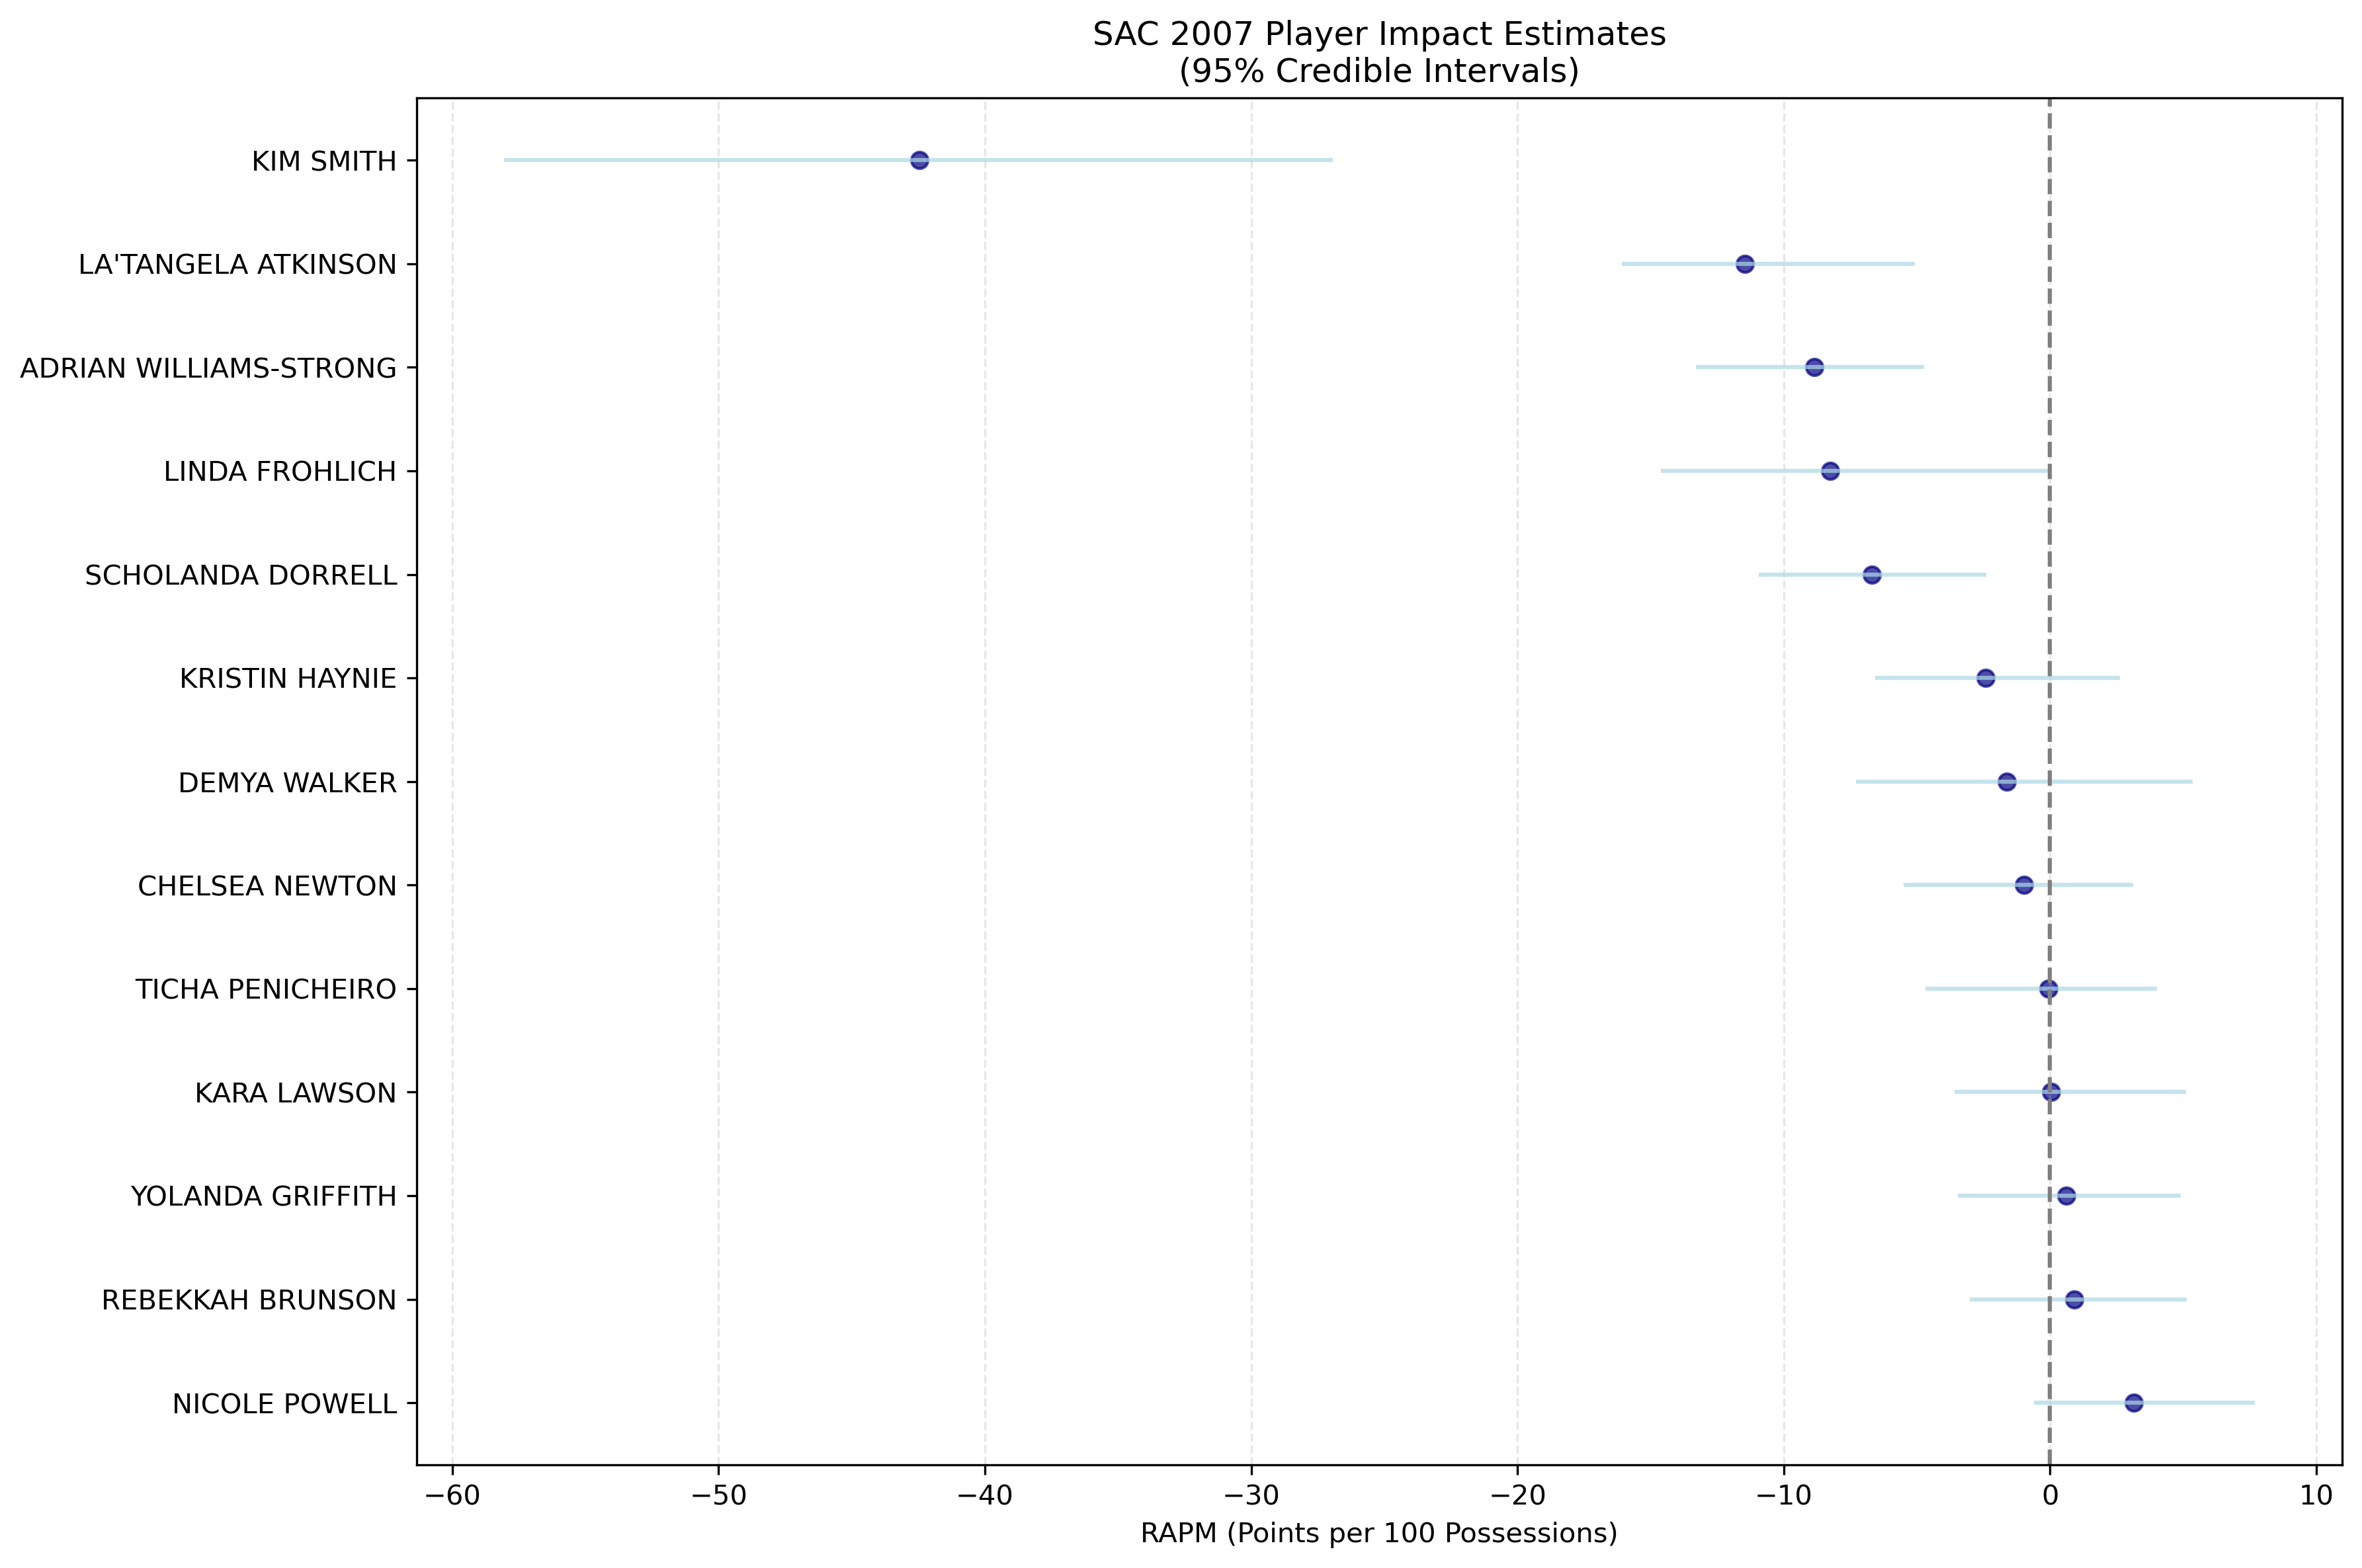 SAC 2007 Player Impact Estimates
(95% Credible Intervals)
KIM SMITH
LA'TANGELA ATKINSON
ADRIAN WILLIAMS-STRONG
LINDA FROHLICH
SCHOLANDA DORRELL
KRISTIN HAYNIE
DEMYA WALKER
CHELSEA NEWTON
TICHA PENICHEIRO
KARA LAWSON
YOLANDA GRIFFITH
REBEKKAH BRUNSON
NICOLE POWELL
−60 −50 −40 −30 −20 −10 0 10
RAPM (Points per 100 Possessions)